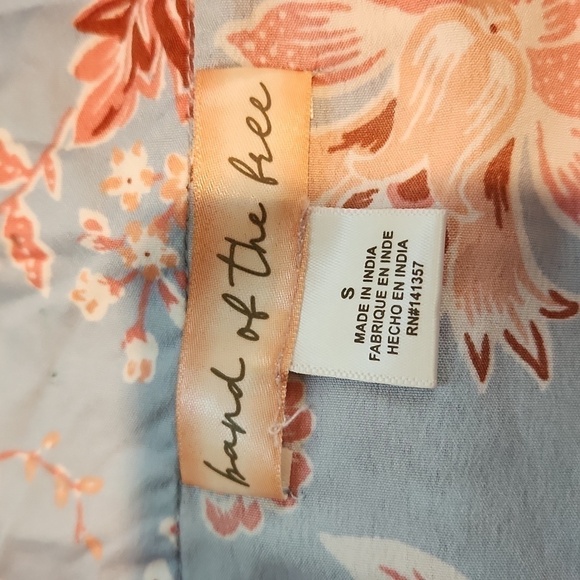 band of the free
S
MADE IN INDIA
FABRIQUE EN INDE
HECHO EN INDIA
RN#141357